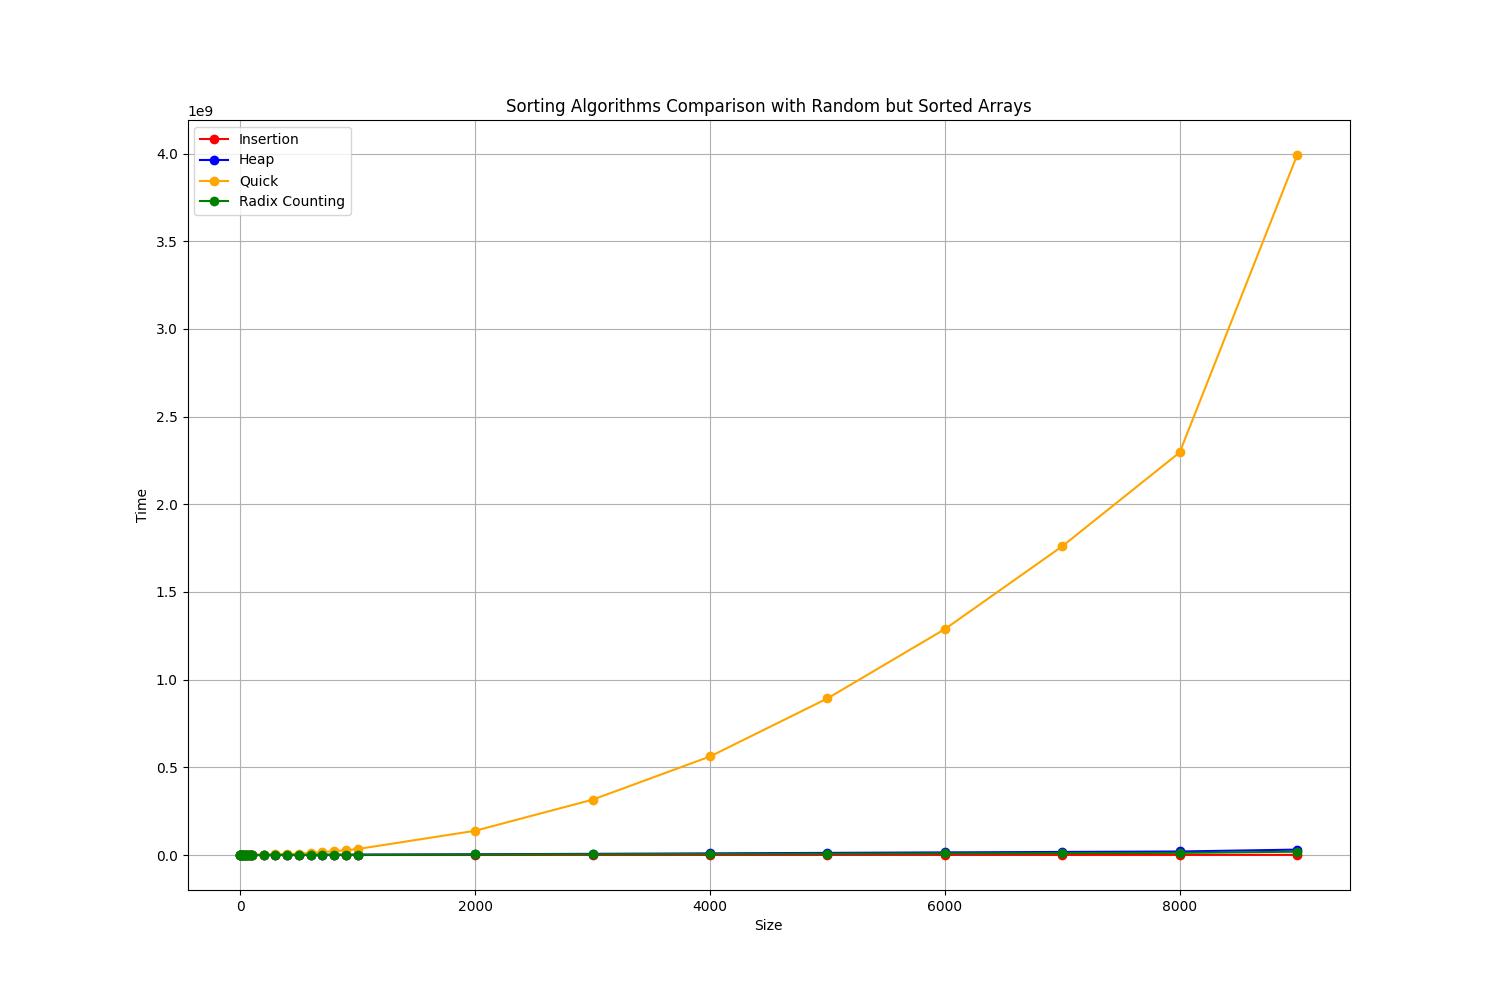 Sorting Algorithms Comparison with Random but Sorted Arrays
1e9
Insertion
Heap
Quick
Radix Counting
4.0
3.5
3.0
2.5
2.0
1.5
1.0
0.5
0.0
Time
0 2000 4000 6000 8000
Size